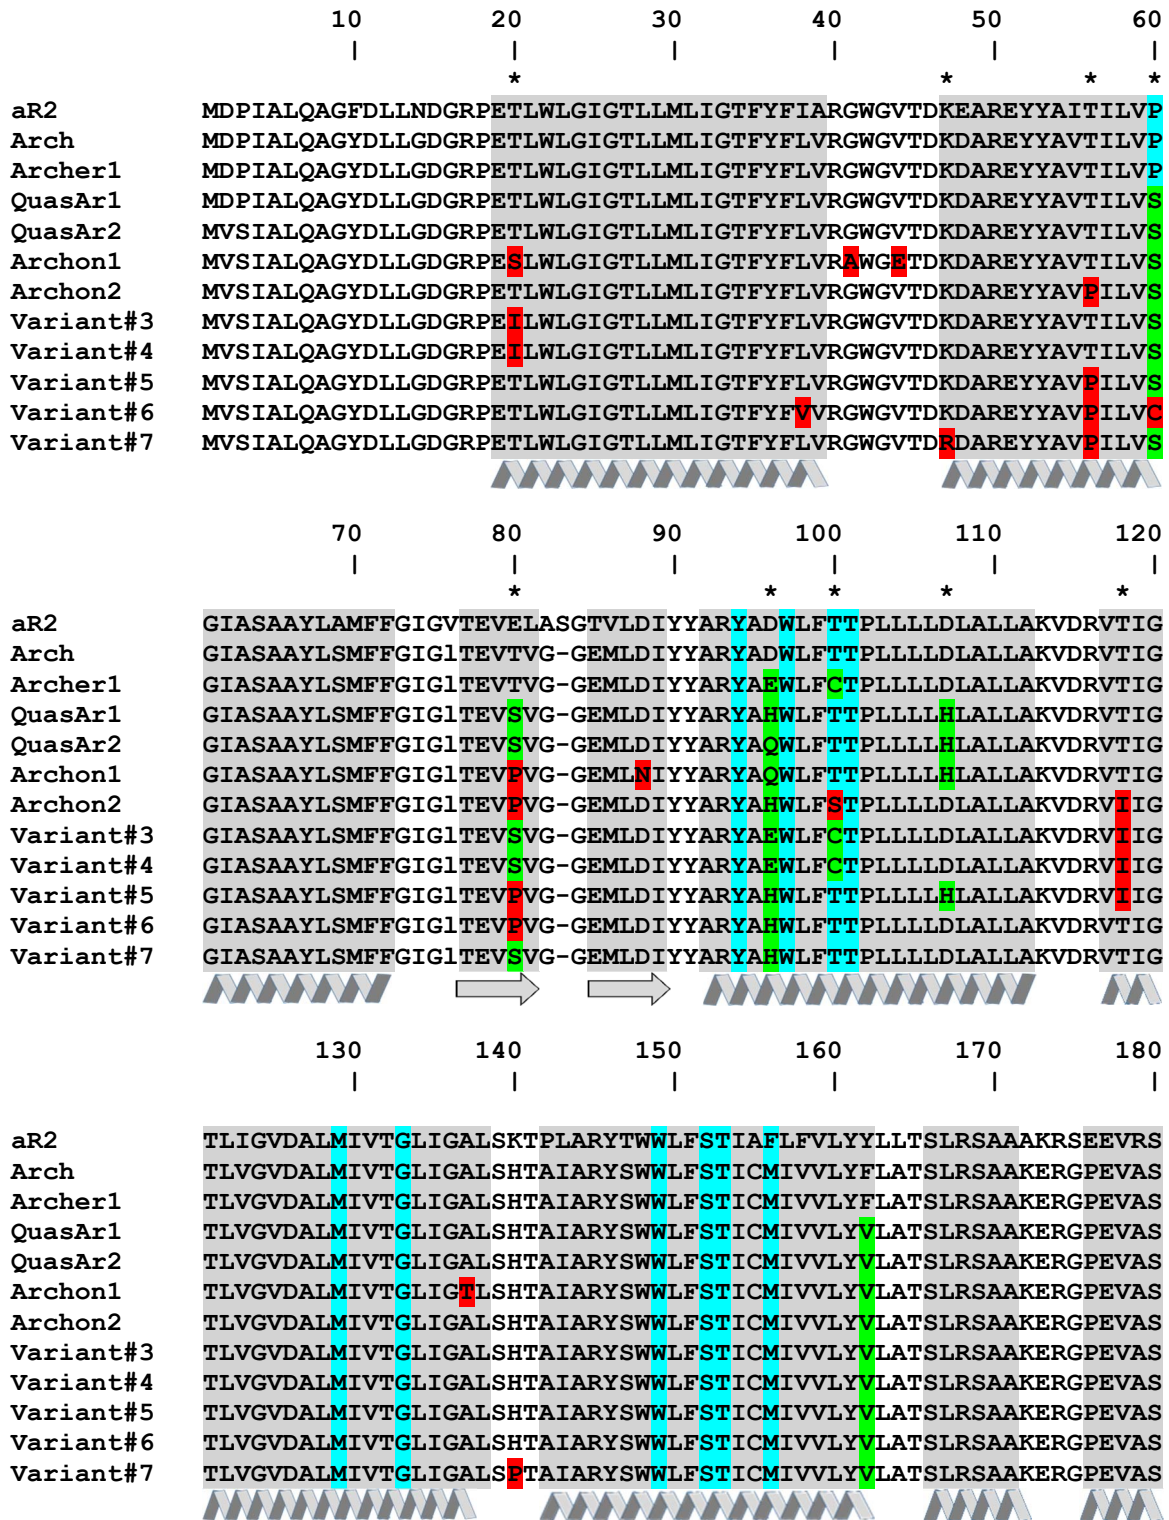 10 20 30 40 50 60
| | | | | |
* * * *
aR2 MDPIALQAGFDLLNDGRPETLWLGIGTLLMLIGTFYFIARGWGVTDKEAREYYAITILVP
Arch MDPIALQAGYDLLGDGRPETLWLGIGTLLMLIGTFYFLVRGWGVTDKDAREYYAVTILVP
Archer1 MDPIALQAGYDLLGDGRPETLWLGIGTLLMLIGTFYFLVRGWGVTDKDAREYYAVTILVP
QuasAr1 MDPIALQAGYDLLGDGRPETLWLGIGTLLMLIGTFYFLVRGWGVTDKDAREYYAVTILVS
QuasAr2 MVSIALQAGYDLLGDGRPETLWLGIGTLLMLIGTFYFLVRGWGVTDKDAREYYAVTILVS
Archon1 MVSIALQAGYDLLGDGRPESLWLGIGTLLMLIGTFYFLVRAWGETDKDAREYYAVTILVS
Archon2 MVSIALQAGYDLLGDGRPETLWLGIGTLLMLIGTFYFLVRGWGVTDKDAREYYAVPILVS
Variant#3 MVSIALQAGYDLLGDGRPEILWLGIGTLLMLIGTFYFLVRGWGVTDKDAREYYAVTILVS
Variant#4 MVSIALQAGYDLLGDGRPEILWLGIGTLLMLIGTFYFLVRGWGVTDKDAREYYAVTILVS
Variant#5 MVSIALQAGYDLLGDGRPETLWLGIGTLLMLIGTFYFLVRGWGVTDKDAREYYAVPILVS
Variant#6 MVSIALQAGYDLLGDGRPETLWLGIGTLLMLIGTFYFVVRGWGVTDKDAREYYAVPILVC
Variant#7 MVSIALQAGYDLLGDGRPETLWLGIGTLLMLIGTFYFLVRGWGVTDRDAREYYAVPILVS
70 80 90 100 110 120
| | | | | |
* * * * *
aR2 GIASAAYLAMFFGIGVTEVELASGTVLDIYYARYADWLFTTPLLLLDLALLAKVDRVTIG
Arch GIASAAYLSMFFGIGlTEVTVG-GEMLDIYYARYADWLFTTPLLLLDLALLAKVDRVTIG
Archer1 GIASAAYLSMFFGIGlTEVTVG-GEMLDIYYARYAEWLFCTPLLLLDLALLAKVDRVTIG
QuasAr1 GIASAAYLSMFFGIGlTEVSVG-GEMLDIYYARYAHWLFTTPLLLLHLALLAKVDRVTIG
QuasAr2 GIASAAYLSMFFGIGlTEVSVG-GEMLDIYYARYAQWLFTTPLLLLHLALLAKVDRVTIG
Archon1 GIASAAYLSMFFGIGlTEVPVG-GEMLNIYYARYAQWLFTTPLLLLHLALLAKVDRVTIG
Archon2 GIASAAYLSMFFGIGlTEVPVG-GEMLDIYYARYAHWLFSTPLLLLDLALLAKVDRVIIG
Variant#3 GIASAAYLSMFFGIGlTEVSVG-GEMLDIYYARYAEWLFCTPLLLLDLALLAKVDRVIIG
Variant#4 GIASAAYLSMFFGIGlTEVSVG-GEMLDIYYARYAEWLFCTPLLLLDLALLAKVDRVIIG
Variant#5 GIASAAYLSMFFGIGlTEVPVG-GEMLDIYYARYAHWLFTTPLLLLHLALLAKVDRVIIG
Variant#6 GIASAAYLSMFFGIGlTEVPVG-GEMLDIYYARYAHWLFTTPLLLLDLALLAKVDRVTIG
Variant#7 GIASAAYLSMFFGIGlTEVSVG-GEMLDIYYARYAHWLFTTPLLLLDLALLAKVDRVTIG
130 140 150 160 170 180
| | | | | |
aR2 TLIGVDALMIVTGLIGALSKTPLARYTWWLFSTIAFLFVLYYLLTSLRSAAAKRSEEVRS
Arch TLVGVDALMIVTGLIGALSHTAIARYSWWLFSTICMIVVLYFLATSLRSAAKERGPEVAS
Archer1 TLVGVDALMIVTGLIGALSHTAIARYSWWLFSTICMIVVLYFLATSLRSAAKERGPEVAS
QuasAr1 TLVGVDALMIVTGLIGALSHTAIARYSWWLFSTICMIVVLYVLATSLRSAAKERGPEVAS
QuasAr2 TLVGVDALMIVTGLIGALSHTAIARYSWWLFSTICMIVVLYVLATSLRSAAKERGPEVAS
Archon1 TLVGVDALMIVTGLIGTLSHTAIARYSWWLFSTICMIVVLYVLATSLRSAAKERGPEVAS
Archon2 TLVGVDALMIVTGLIGALSHTAIARYSWWLFSTICMIVVLYVLATSLRSAAKERGPEVAS
Variant#3 TLVGVDALMIVTGLIGALSHTAIARYSWWLFSTICMIVVLYVLATSLRSAAKERGPEVAS
Variant#4 TLVGVDALMIVTGLIGALSHTAIARYSWWLFSTICMIVVLYVLATSLRSAAKERGPEVAS
Variant#5 TLVGVDALMIVTGLIGALSHTAIARYSWWLFSTICMIVVLYVLATSLRSAAKERGPEVAS
Variant#6 TLVGVDALMIVTGLIGALSHTAIARYSWWLFSTICMIVVLYVLATSLRSAAKERGPEVAS
Variant#7 TLVGVDALMIVTGLIGALSPTAIARYSWWLFSTICMIVVLYVLATSLRSAAKERGPEVAS